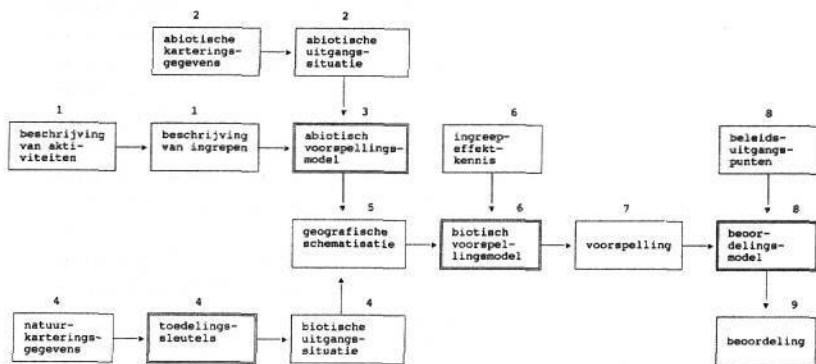 2
2
abiotische
karterings-
gegevens
abiotische
uitgangs-
situatie
1
1
3
6
8
beschrijving
van akti-
viteiten
beschrijving
van ingrepen
abiotisch
voorspellings-
model
ingreep-
effekt-
kennis
beleids-
uitgangs-
punten
5
6
7
8
geografische
schematisatie
biotisch
voorspel-
lingsmodel
voorspelling
beoor-
delings-
model
4
4
4
9
natuur-
karterings-
gegevens
toedelings-
sleutels
biotische
uitgangs-
situatie
beoordeling